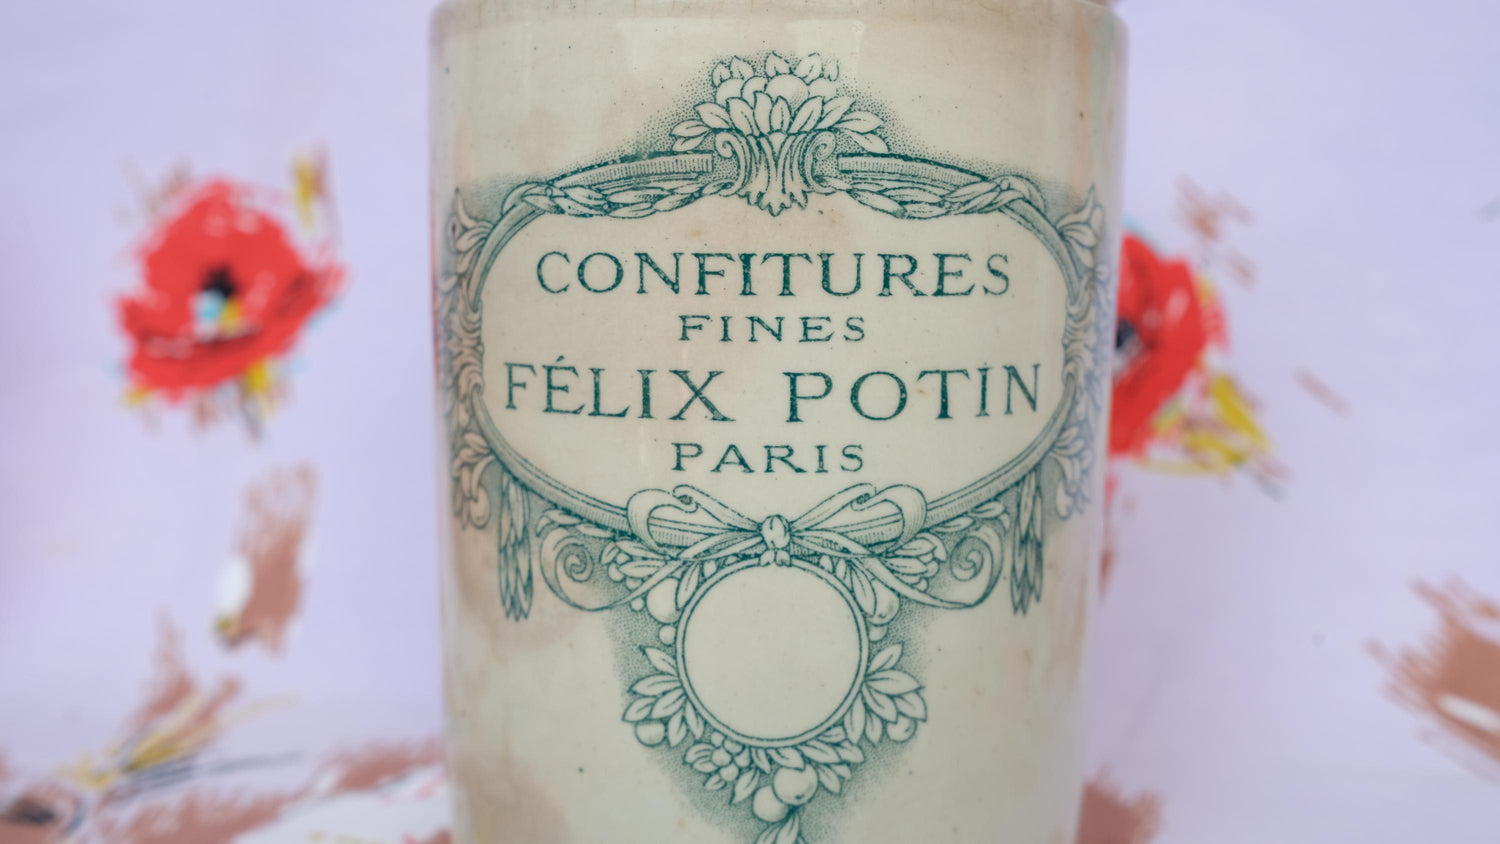 CONFITURES
FINES
FÉLIX POTIN
PARIS